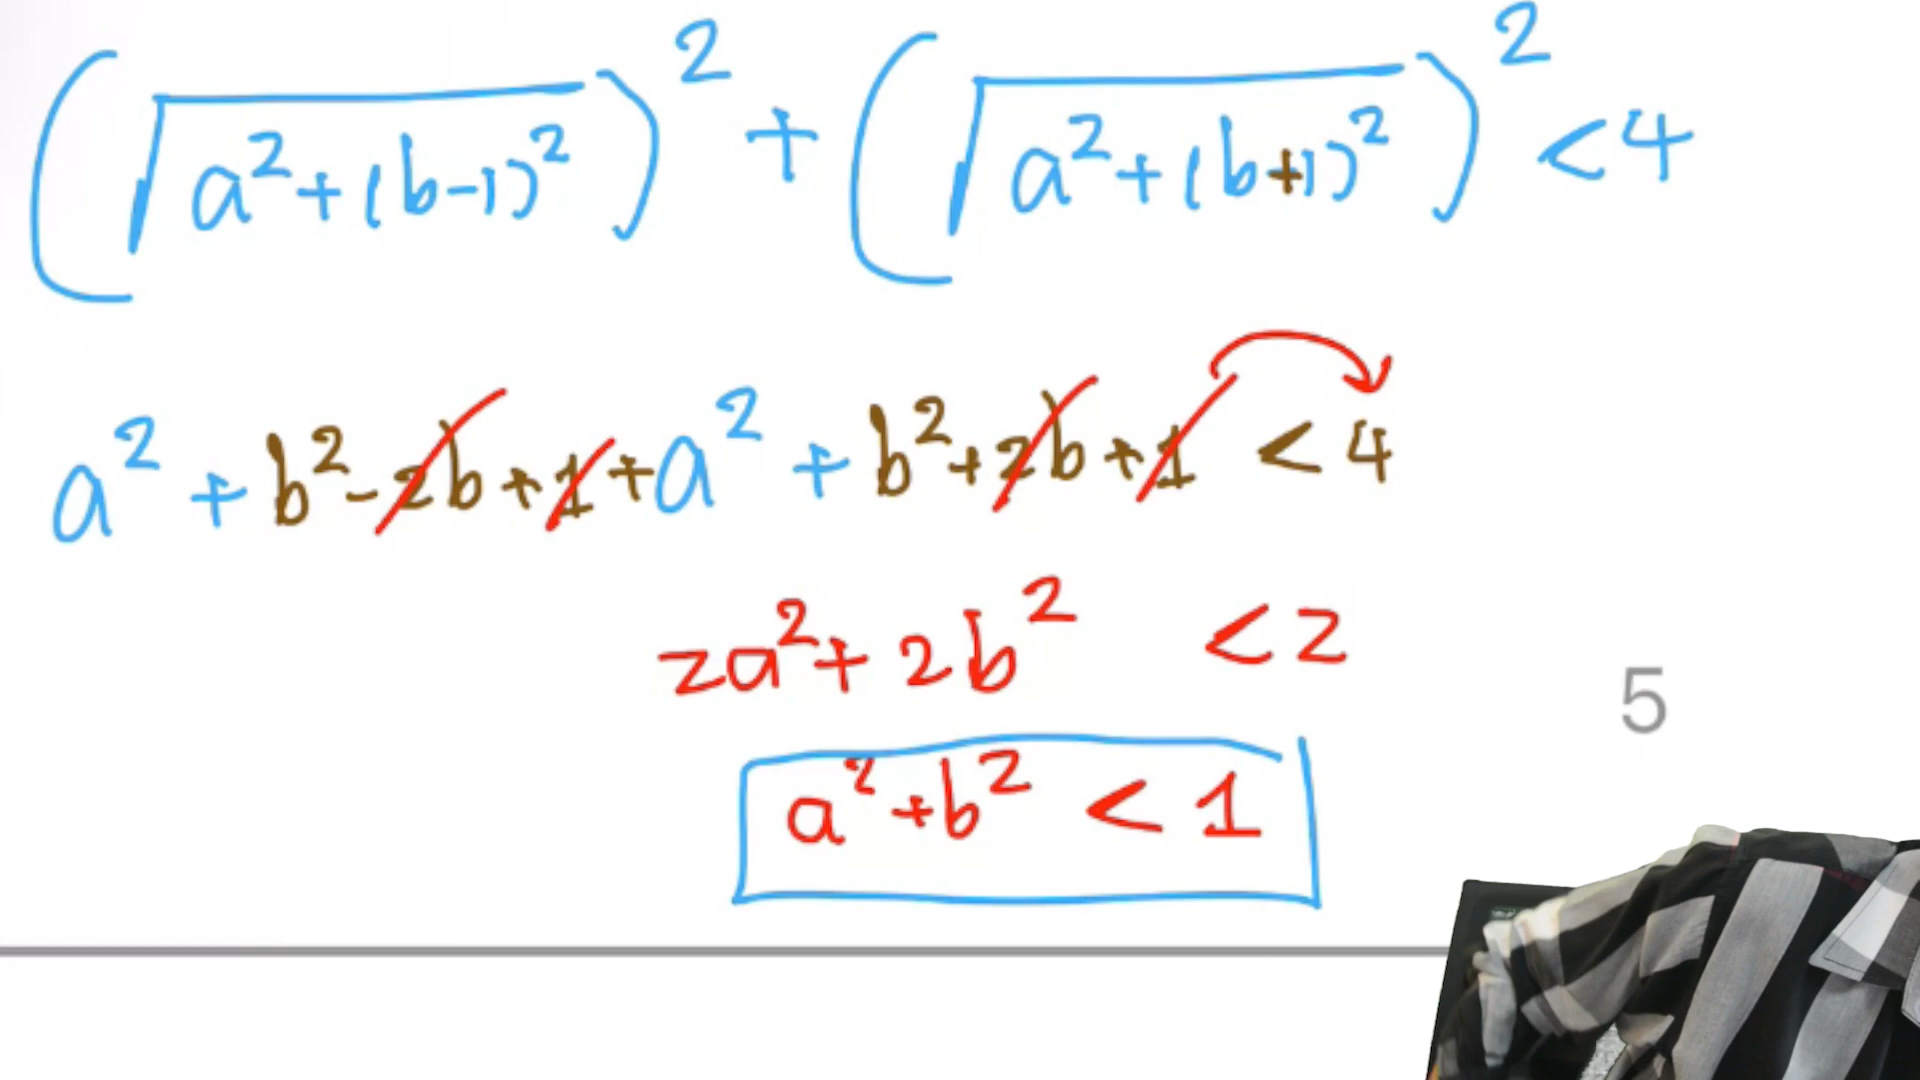 (√(a²+(b-1)²))² + (√(a²+(b+1)²))² < 4
a² + b² - 2b + 1 + a² + b² + 2b + 1 < 4
2a² + 2b² < 2
5
a² + b² < 1